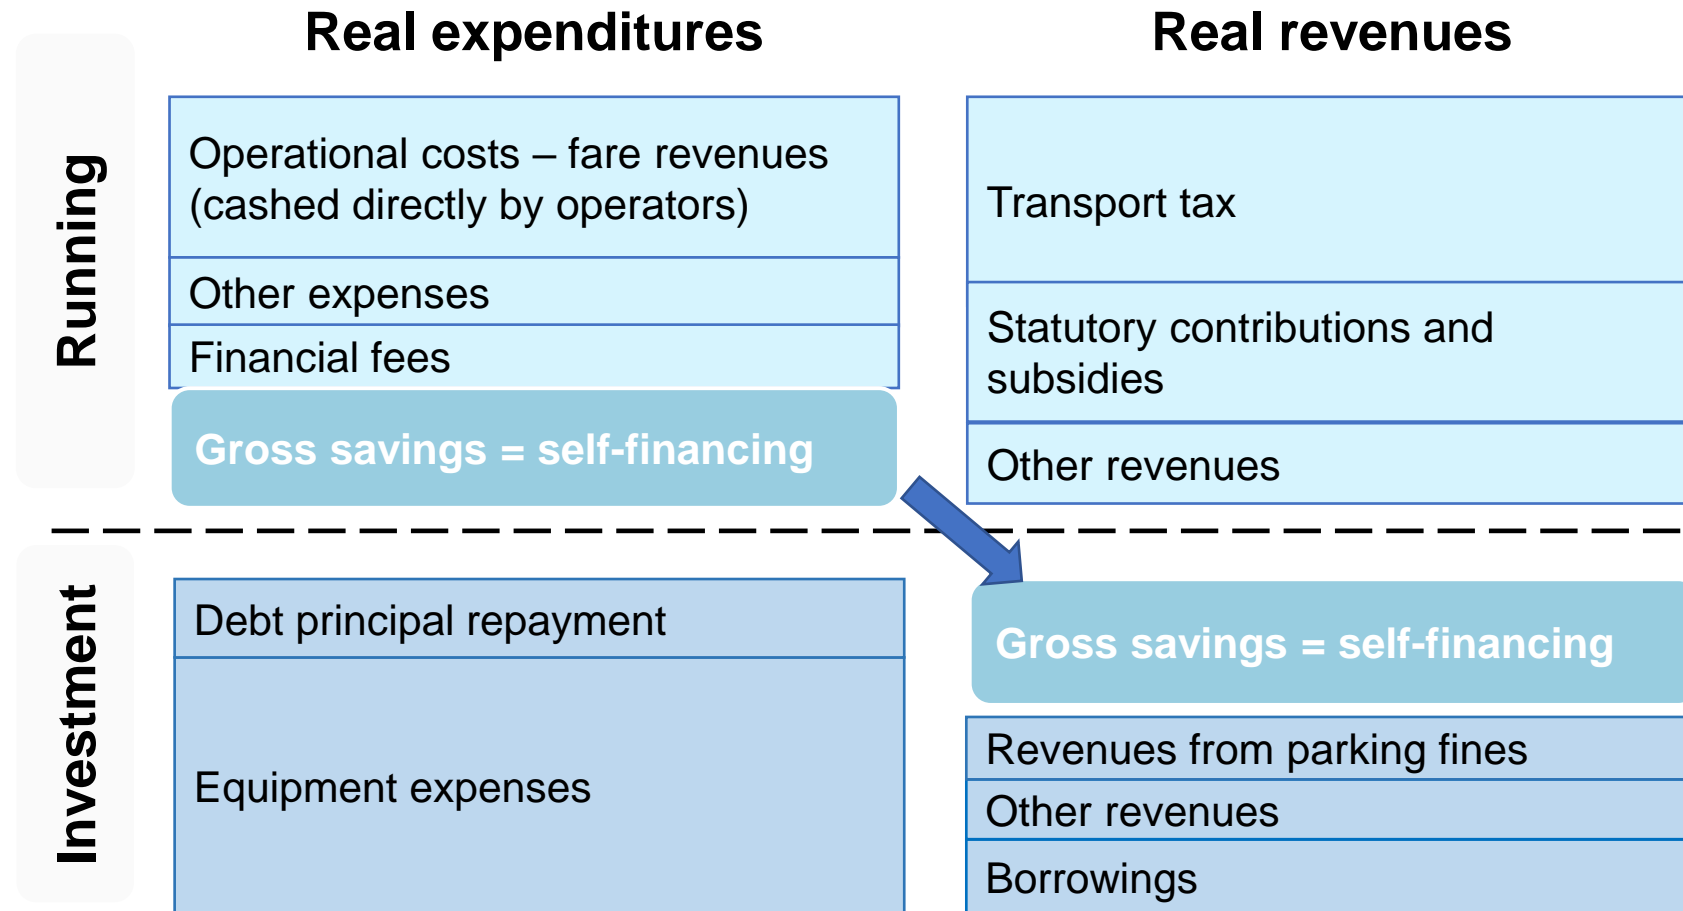 Real expenditures
Real revenues
Running
Operational costs – fare revenues
(cashed directly by operators)
Other expenses
Financial fees
Gross savings = self-financing
Transport tax
Statutory contributions and
subsidies
Other revenues
Investment
Debt principal repayment
Equipment expenses
Gross savings = self-financing
Revenues from parking fines
Other revenues
Borrowings